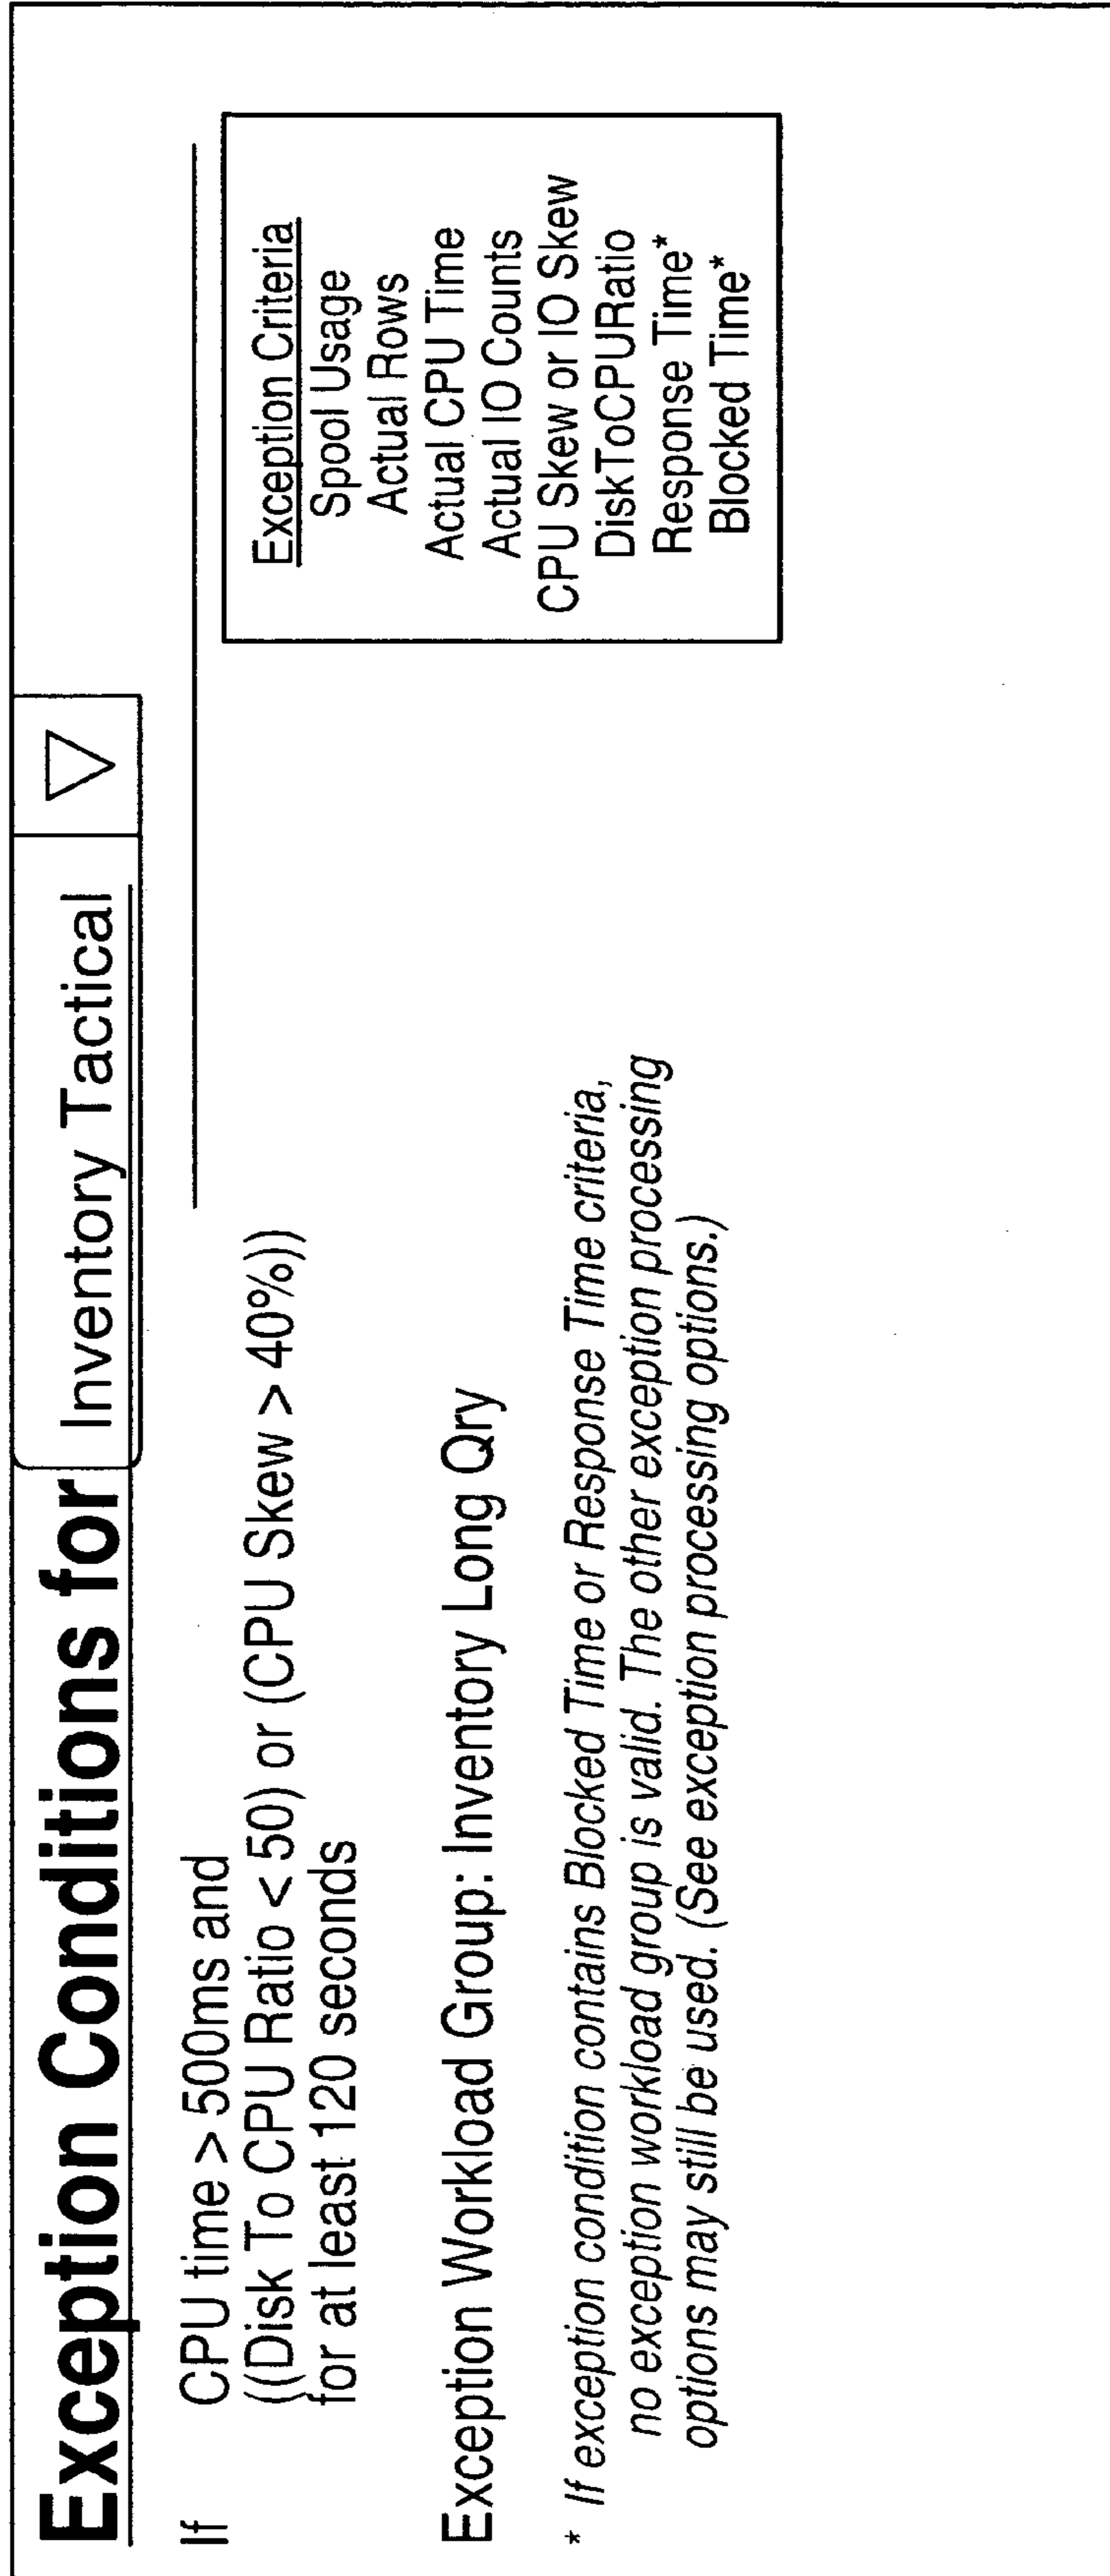 Exception Conditions for Inventory Tactical
If CPU time > 500ms and
((Disk To CPU Ratio < 50) or (CPU Skew > 40%))
for at least 120 seconds
Exception Workload Group: Inventory Long Qry
* If exception condition contains Blocked Time or Response Time criteria,
no exception workload group is valid. The other exception processing
options may still be used. (See exception processing options.)
Exception Criteria
Spool Usage
Actual Rows
Actual CPU Time
Actual IO Counts
CPU Skew or IO Skew
DiskToCPURatio
Response Time*
Blocked Time*